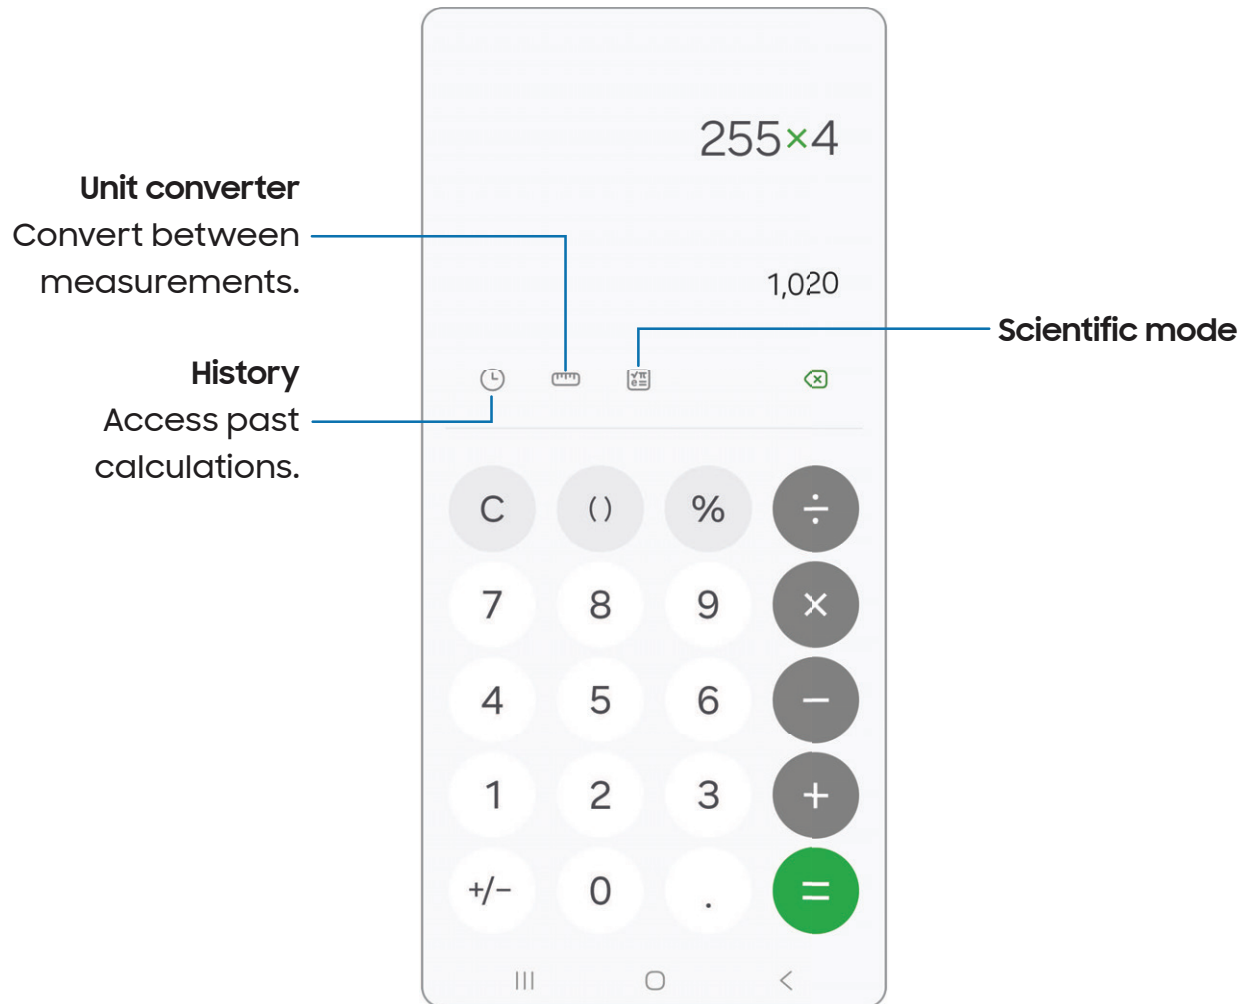 255×4
Unit converter
Convert between
measurements.
1,020
Scientific mode
History
Access past
calculations.
√π
e=
C () % ÷
7 8 9 ×
4 5 6 −
1 2 3 +
+/− 0 . =